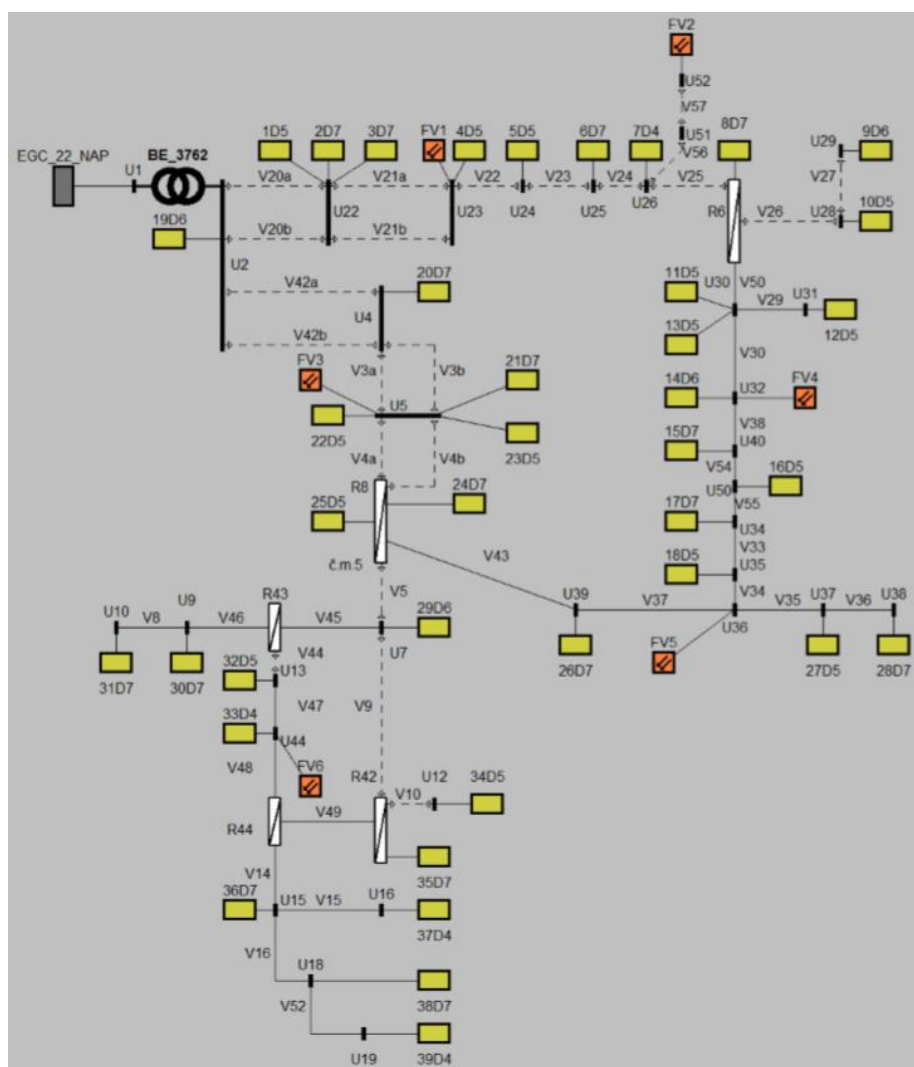 FV2
U52
V57
1D5 2D7 3D7 FV1 4D5 5D5 6D7 7D4 U51 8D7 9D6
V56 U29
EGC_22_NAP U1 BE_3762
V20a V21a V22 V23 V24 V25 V27
U22 U23 U24 U25 U26 R6 10D5
19D6 V20b V21b V26 U28
U2
V42a 20D7 11D5 U30 V50 U31
U4 V29
V42b 13D5 12D5
FV3 V3a V3b 21D7 V30
14D6 U32 FV4
U5
22D5 23D5 15D7 V38
U40
V4a V4b V54 16D5
R8 24D7 U50 V55
25D5 17D7 U34
V33
č.m.5 V43 18D5 U35
R43 V5 U39 V37 V34 U37 U38
U10 U9 29D6 V35 V36
V8 V46 V45 U36
U7
V44 26D7 FV5 27D5 28D7
31D7 30D7 32D5 U13
V47 V9
33D4 U44
V48 FV6 R42 U12 34D5
V10
R44 V49
V14 35D7
36D7 U15 V15 U16
37D4
V16 U18
V52 38D7
U19 39D4